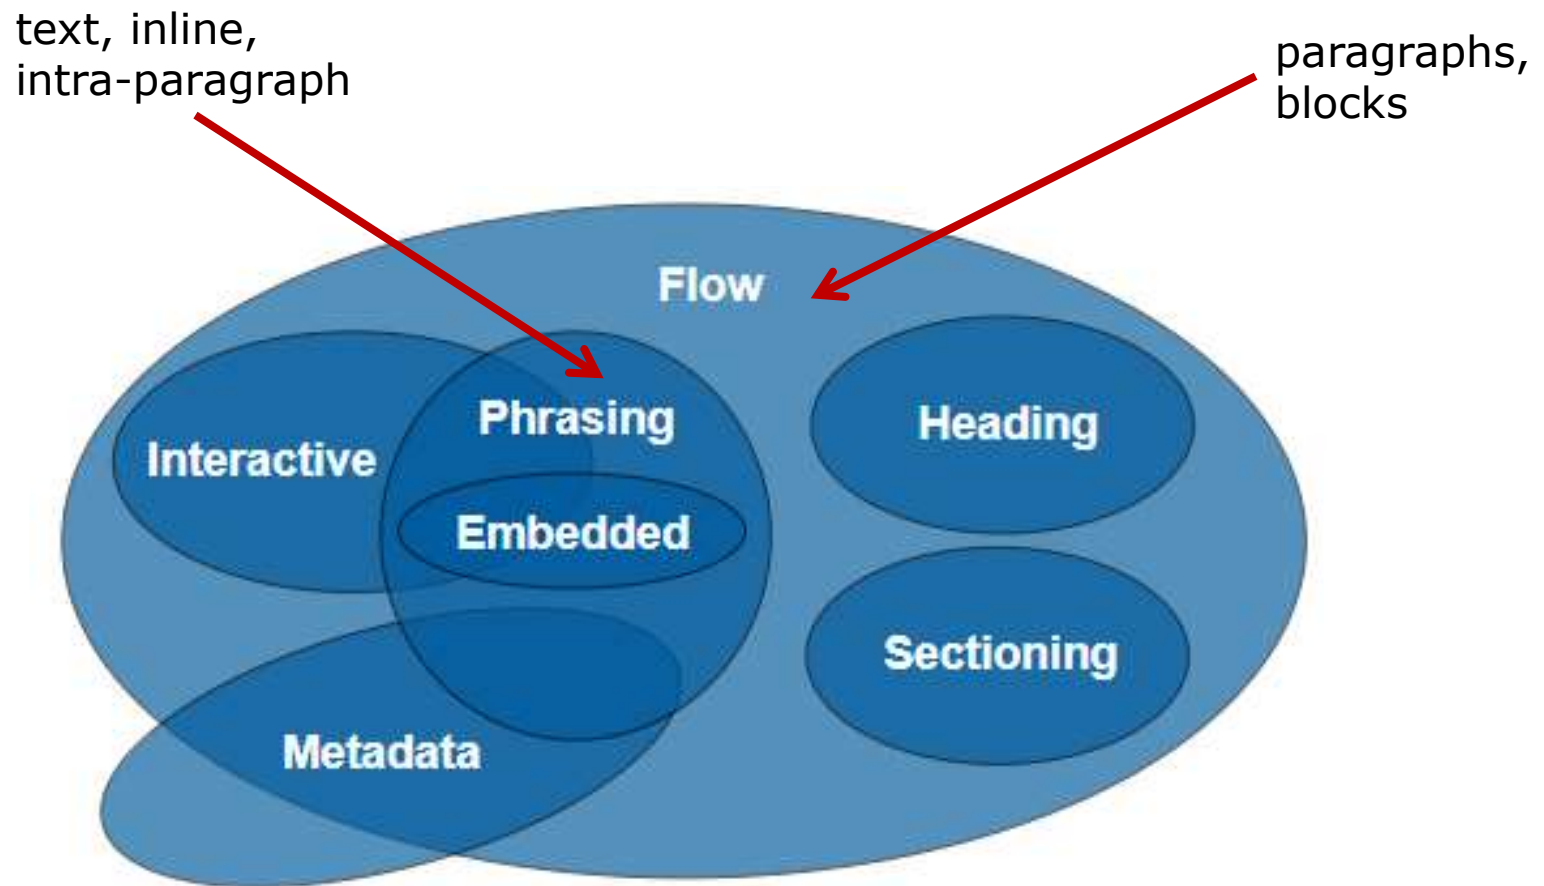 text, inline,
intra-paragraph
paragraphs,
blocks
Flow
Phrasing
Heading
Interactive
Embedded
Sectioning
Metadata